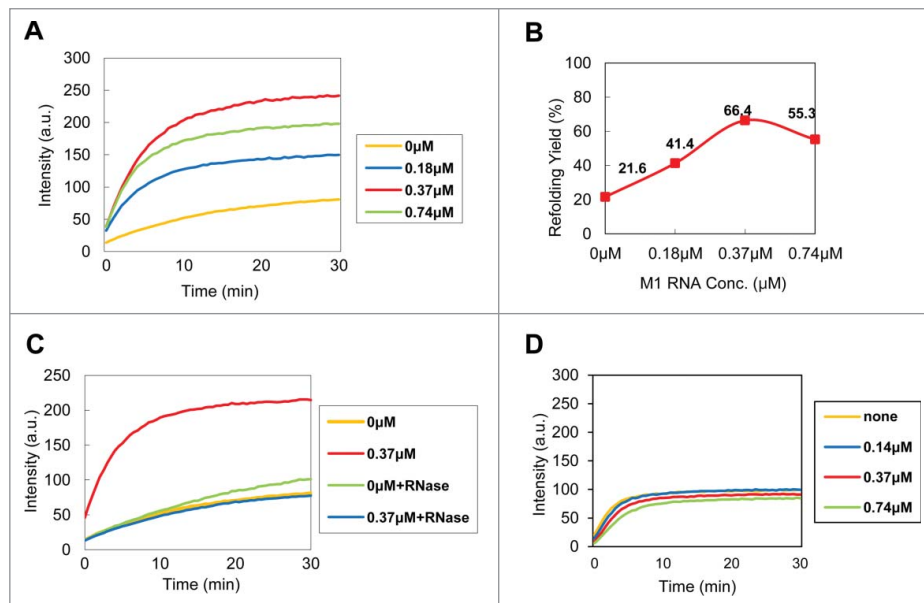 A
Intensity (a.u.)
300
250
200
150
100
50
0
0 10 20 30
Time (min)
0µM
0.18µM
0.37µM
0.74µM
B
Refolding Yield (%)
100
80
60
40
20
0
21.6
41.4
66.4
55.3
0µM 0.18µM 0.37µM 0.74µM
M1 RNA Conc. (µM)
C
Intensity (a.u.)
250
200
150
100
50
0
0 10 20 30
Time (min)
0µM
0.37µM
0µM+RNase
0.37µM+RNase
D
Intensity (a.u.)
300
250
200
150
100
50
0
0 10 20 30
Time (min)
none
0.14µM
0.37µM
0.74µM